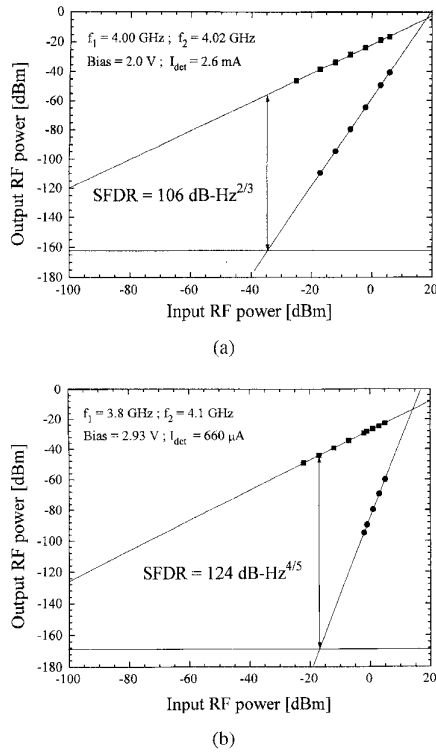 0
-20
-40
-60
-80
-100
-120
-140
-160
-180
Output RF power [dBm]
f1 = 4.00 GHz ; f2 = 4.02 GHz
Bias = 2.0 V ; Idet = 2.6 mA
SFDR = 106 dB-Hz^2/3
-100 -80 -60 -40 -20 0 20
Input RF power [dBm]
(a)
0
-20
-40
-60
-80
-100
-120
-140
-160
-180
Output RF power [dBm]
f1 = 3.8 GHz ; f2 = 4.1 GHz
Bias = 2.93 V ; Idet = 660 μA
SFDR = 124 dB-Hz^4/5
-100 -80 -60 -40 -20 0 20
Input RF power [dBm]
(b)